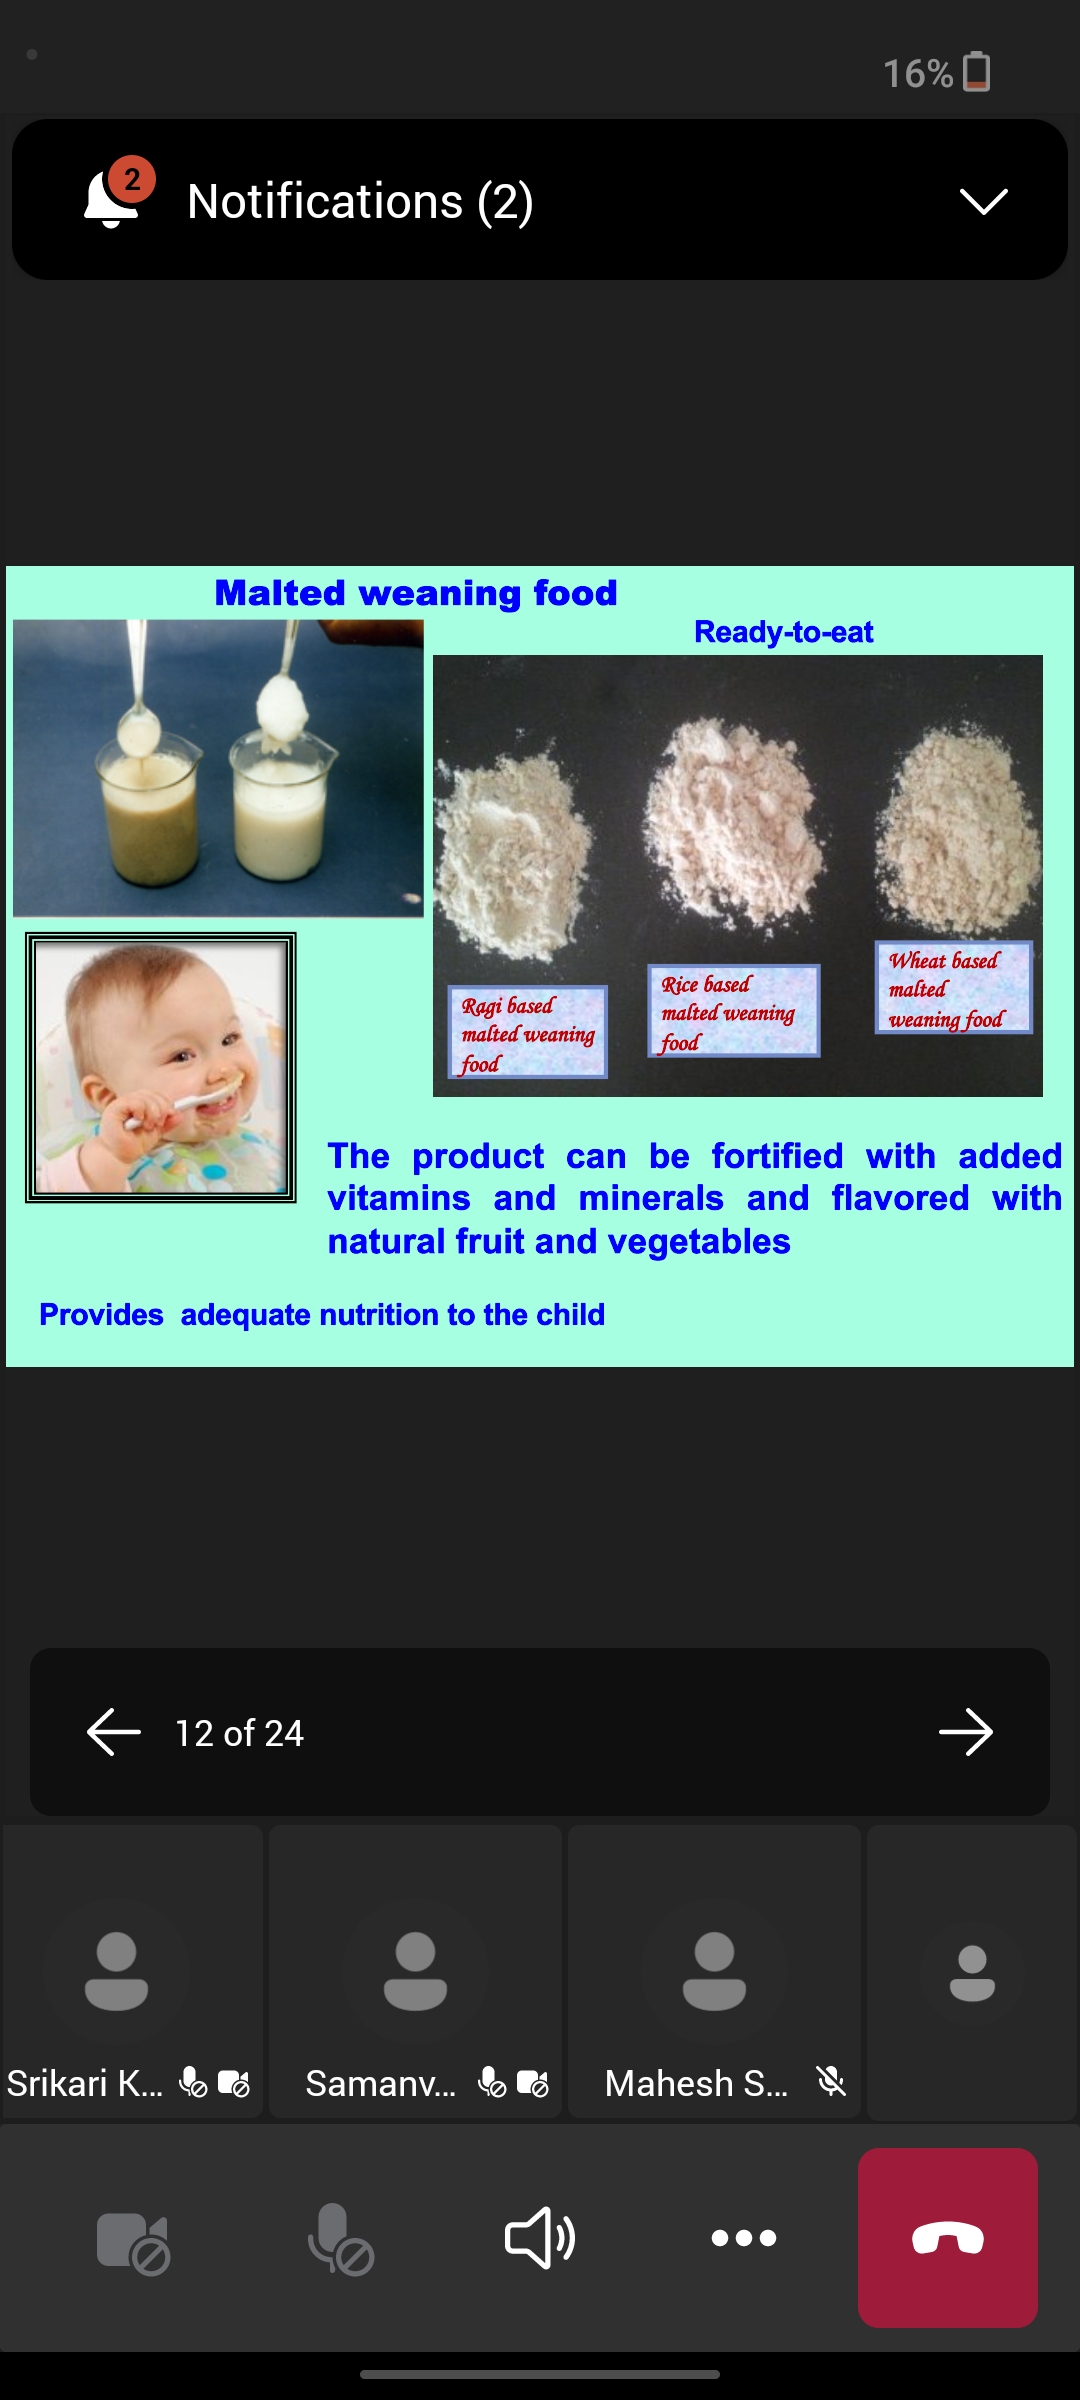 16%
2
Notifications (2)
Malted weaning food
Ready-to-eat
Ragi based
malted weaning
food
Rice based
malted weaning
food
Wheat based
malted
weaning food
The product can be fortified with added
vitamins and minerals and flavored with
natural fruit and vegetables
Provides adequate nutrition to the child
12 of 24
Srikari K...
Samanv...
Mahesh S...